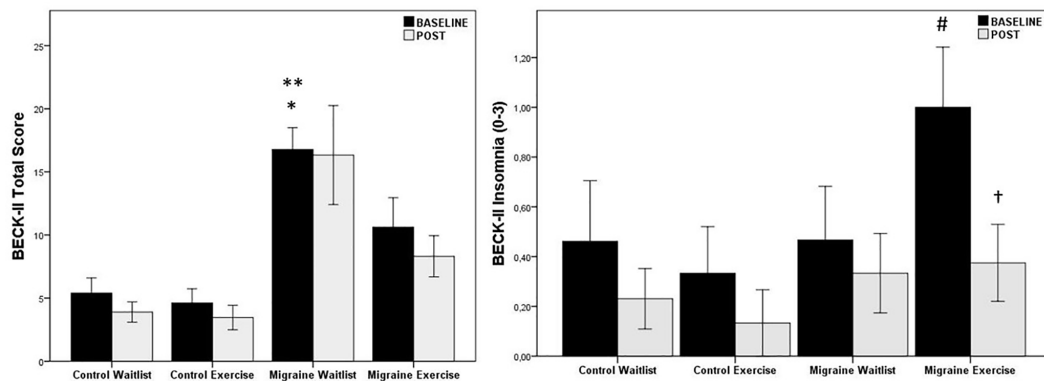 BECK-II Total Score
25
20
15
10
5
0
BASELINE
POST
**
*
Control Waitlist Control Exercise Migraine Waitlist Migraine Exercise
BECK-II Insomnia (0-3)
1,20
1,00
0,80
0,60
0,40
0,20
0,00
BASELINE
POST
#
†
Control Waitlist Control Exercise Migraine Waitlist Migraine Exercise